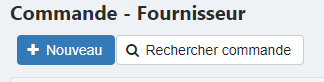 Commande - Fournisseur
Nouveau Rechercher commande